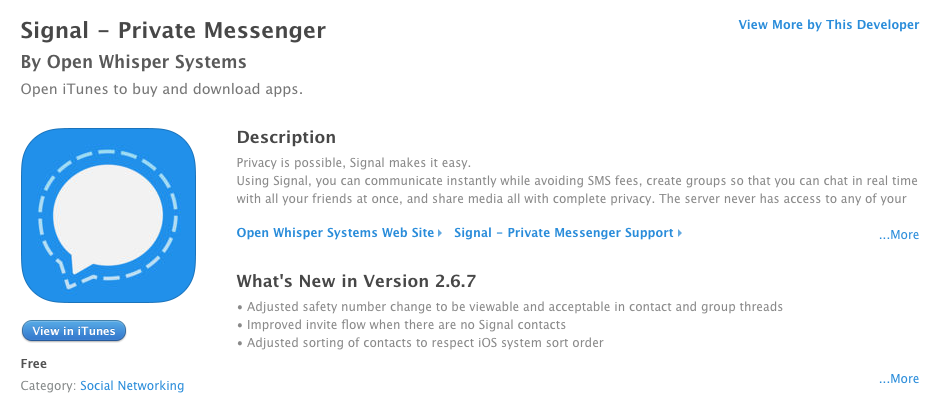 Signal - Private Messenger
View More by This Developer
By Open Whisper Systems
Open iTunes to buy and download apps.
Description
Privacy is possible, Signal makes it easy.
Using Signal, you can communicate instantly while avoiding SMS fees, create groups so that you can chat in real time
with all your friends at once, and share media all with complete privacy. The server never has access to any of your
Open Whisper Systems Web Site Signal - Private Messenger Support
...More
What's New in Version 2.6.7
• Adjusted safety number change to be viewable and acceptable in contact and group threads
• Improved invite flow when there are no Signal contacts
• Adjusted sorting of contacts to respect iOS system sort order
...More
View in iTunes
Free
Category: Social Networking